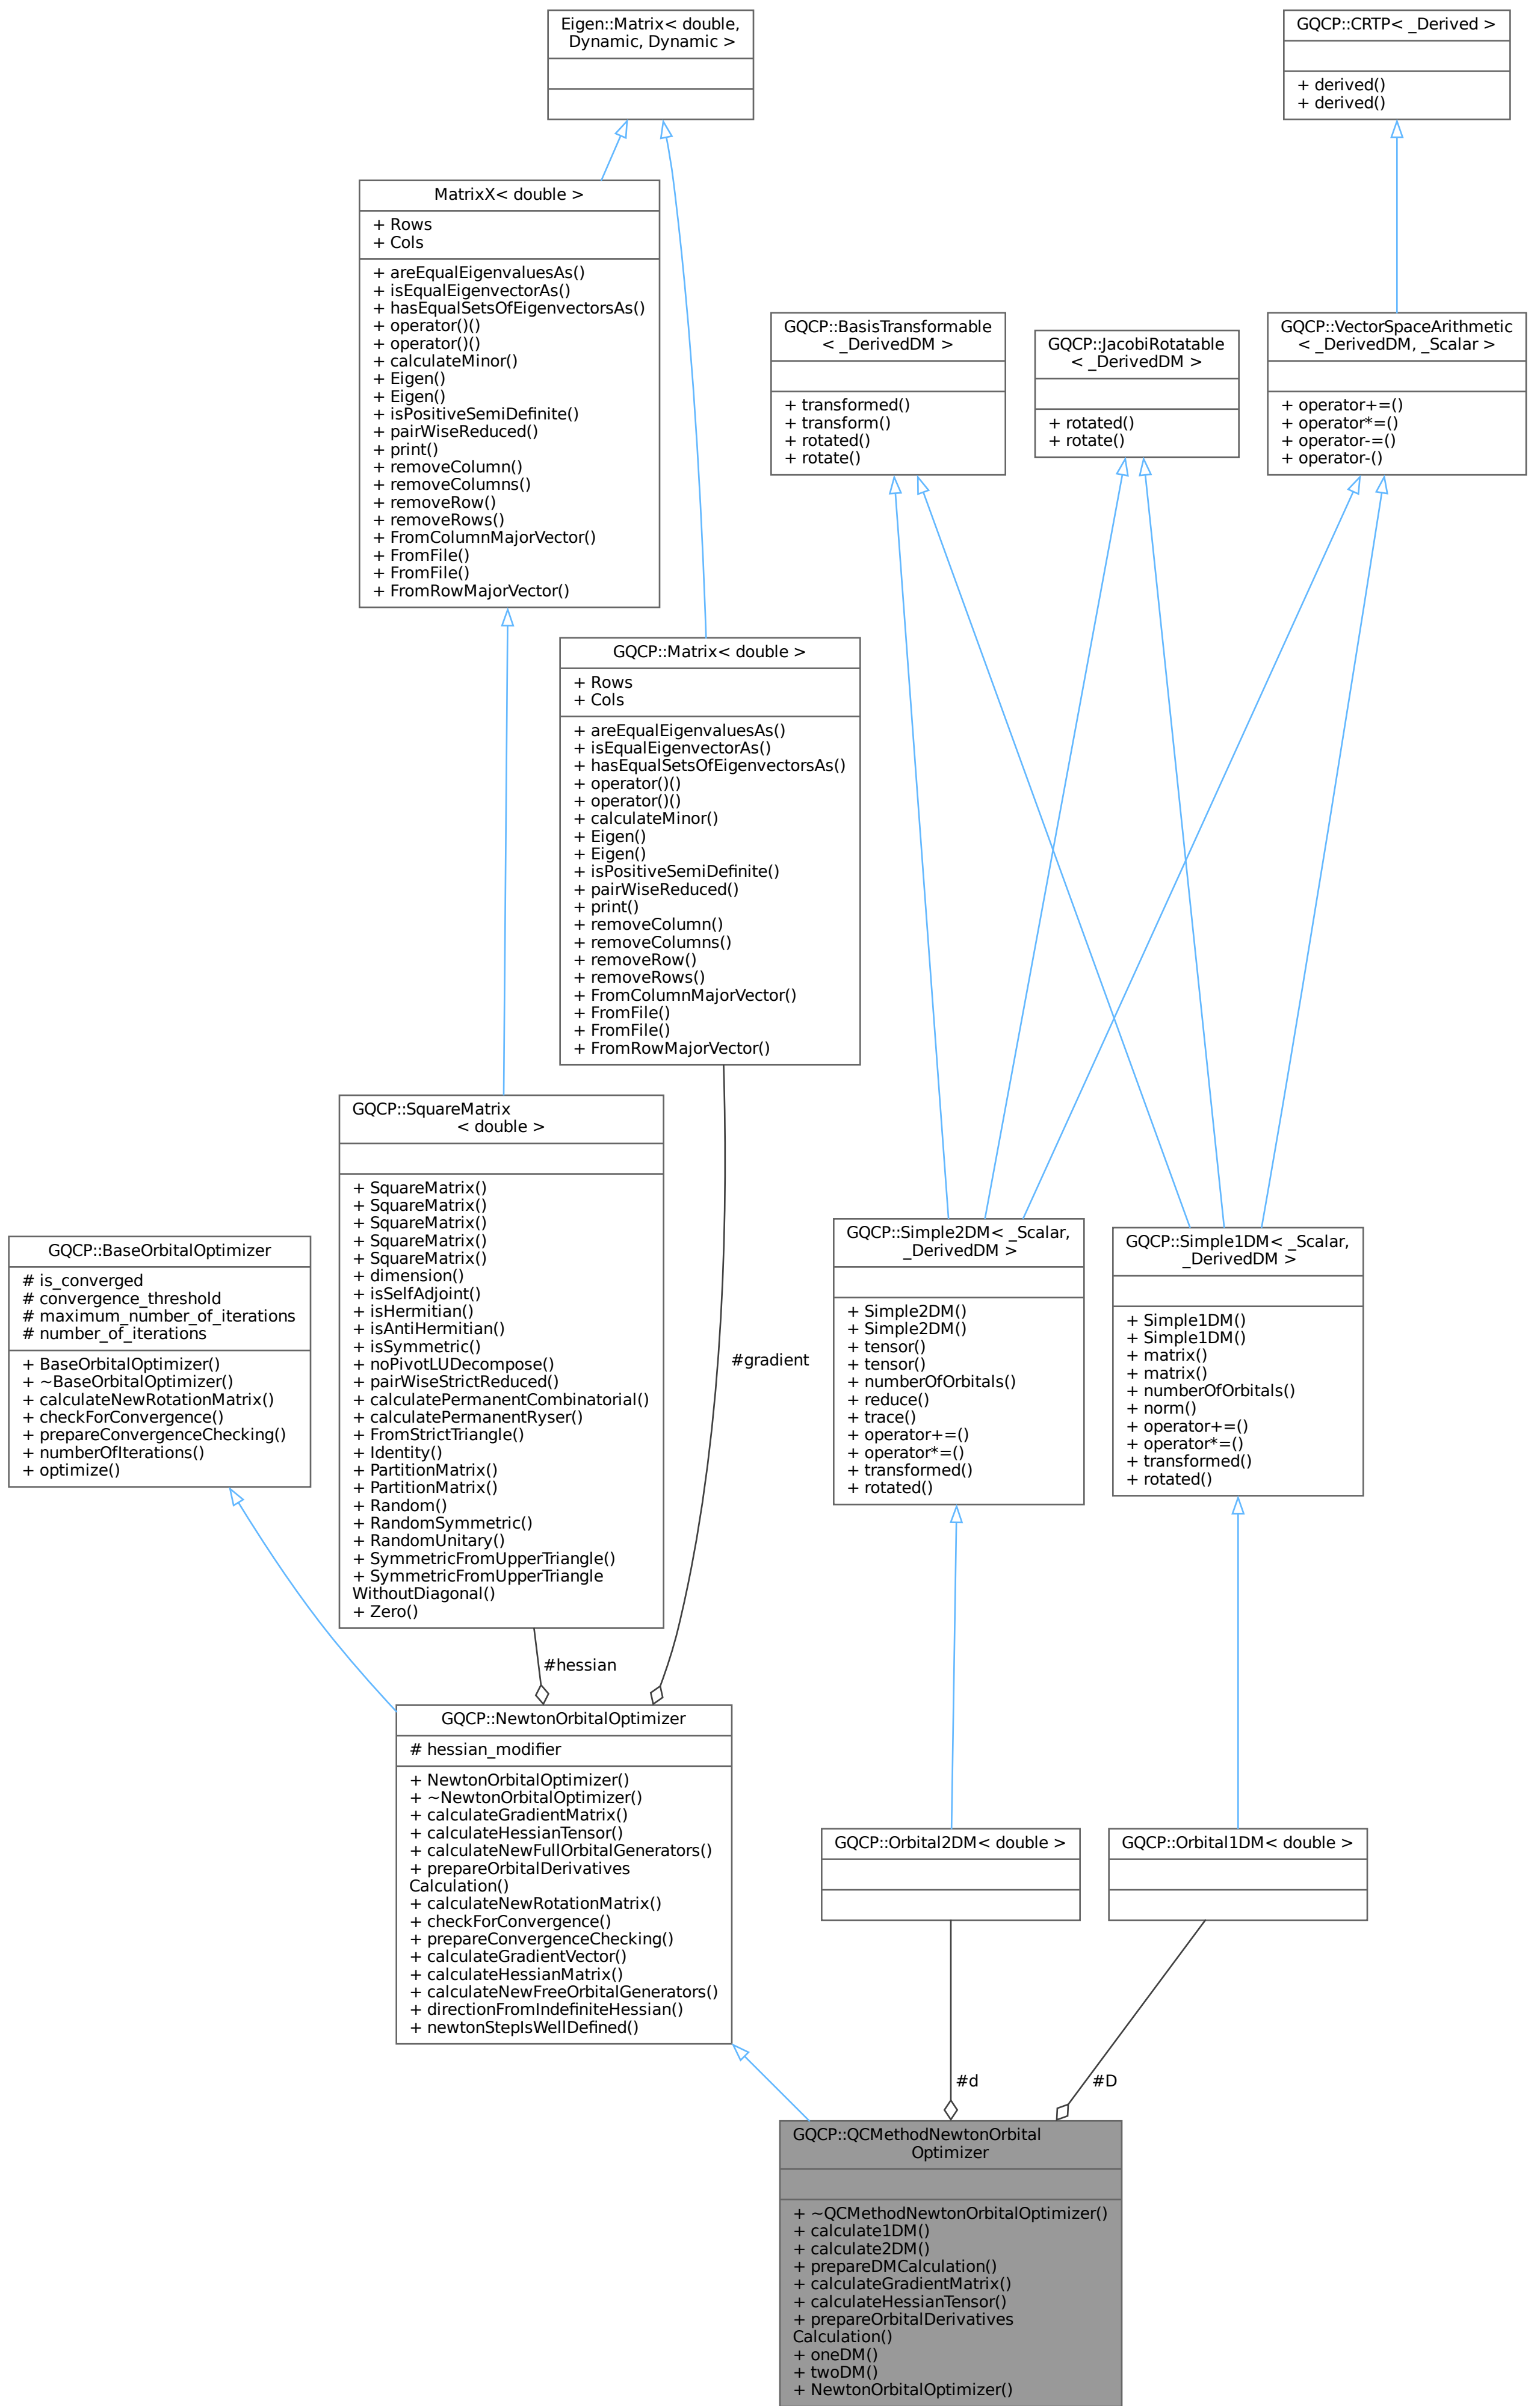 Eigen::Matrix< double,
Dynamic, Dynamic >
GQCP::CRTP< _Derived >
+ derived()
+ derived()
MatrixX< double >
+ Rows
+ Cols
+ areEqualEigenvaluesAs()
+ isEqualEigenvectorAs()
+ hasEqualSetsOfEigenvectorsAs()
+ operator()()
+ operator()()
+ calculateMinor()
+ Eigen()
+ Eigen()
+ isPositiveSemiDefinite()
+ pairWiseReduced()
+ print()
+ removeColumn()
+ removeColumns()
+ removeRow()
+ removeRows()
+ FromColumnMajorVector()
+ FromFile()
+ FromFile()
+ FromRowMajorVector()
GQCP::BasisTransformable
< _DerivedDM >
+ transformed()
+ transform()
+ rotated()
+ rotate()
GQCP::JacobiRotatable
< _DerivedDM >
+ rotated()
+ rotate()
GQCP::VectorSpaceArithmetic
< _DerivedDM, _Scalar >
+ operator+=()
+ operator*=()
+ operator-=()
+ operator-()
GQCP::Matrix< double >
+ Rows
+ Cols
+ areEqualEigenvaluesAs()
+ isEqualEigenvectorAs()
+ hasEqualSetsOfEigenvectorsAs()
+ operator()()
+ operator()()
+ calculateMinor()
+ Eigen()
+ Eigen()
+ isPositiveSemiDefinite()
+ pairWiseReduced()
+ print()
+ removeColumn()
+ removeColumns()
+ removeRow()
+ removeRows()
+ FromColumnMajorVector()
+ FromFile()
+ FromFile()
+ FromRowMajorVector()
GQCP::SquareMatrix
< double >
+ SquareMatrix()
+ SquareMatrix()
+ SquareMatrix()
+ SquareMatrix()
+ SquareMatrix()
+ dimension()
+ isSelfAdjoint()
+ isHermitian()
+ isAntiHermitian()
+ isSymmetric()
+ noPivotLUDecompose()
+ pairWiseStrictReduced()
+ calculatePermanentCombinatorial()
+ calculatePermanentRyser()
+ FromStrictTriangle()
+ Identity()
+ PartitionMatrix()
+ PartitionMatrix()
+ Random()
+ RandomSymmetric()
+ RandomUnitary()
+ SymmetricFromUpperTriangle()
+ SymmetricFromUpperTriangle
WithoutDiagonal()
+ Zero()
GQCP::BaseOrbitalOptimizer
# is_converged
# convergence_threshold
# maximum_number_of_iterations
# number_of_iterations
+ BaseOrbitalOptimizer()
+ ~BaseOrbitalOptimizer()
+ calculateNewRotationMatrix()
+ checkForConvergence()
+ prepareConvergenceChecking()
+ numberOfIterations()
+ optimize()
#gradient
GQCP::Simple2DM< _Scalar,
_DerivedDM >
+ Simple2DM()
+ Simple2DM()
+ tensor()
+ tensor()
+ numberOfOrbitals()
+ reduce()
+ trace()
+ operator+=()
+ operator*=()
+ transformed()
+ rotated()
GQCP::Simple1DM< _Scalar,
_DerivedDM >
+ Simple1DM()
+ Simple1DM()
+ matrix()
+ matrix()
+ numberOfOrbitals()
+ norm()
+ operator+=()
+ operator*=()
+ transformed()
+ rotated()
#hessian
GQCP::NewtonOrbitalOptimizer
# hessian_modifier
+ NewtonOrbitalOptimizer()
+ ~NewtonOrbitalOptimizer()
+ calculateGradientMatrix()
+ calculateHessianTensor()
+ calculateNewFullOrbitalGenerators()
+ prepareOrbitalDerivatives
Calculation()
+ calculateNewRotationMatrix()
+ checkForConvergence()
+ prepareConvergenceChecking()
+ calculateGradientVector()
+ calculateHessianMatrix()
+ calculateNewFreeOrbitalGenerators()
+ directionFromIndefiniteHessian()
+ newtonStepIsWellDefined()
GQCP::Orbital2DM< double >
GQCP::Orbital1DM< double >
#d
#D
GQCP::QCMethodNewtonOrbital
Optimizer
+ ~QCMethodNewtonOrbitalOptimizer()
+ calculate1DM()
+ calculate2DM()
+ prepareDMCalculation()
+ calculateGradientMatrix()
+ calculateHessianTensor()
+ prepareOrbitalDerivatives
Calculation()
+ oneDM()
+ twoDM()
+ NewtonOrbitalOptimizer()